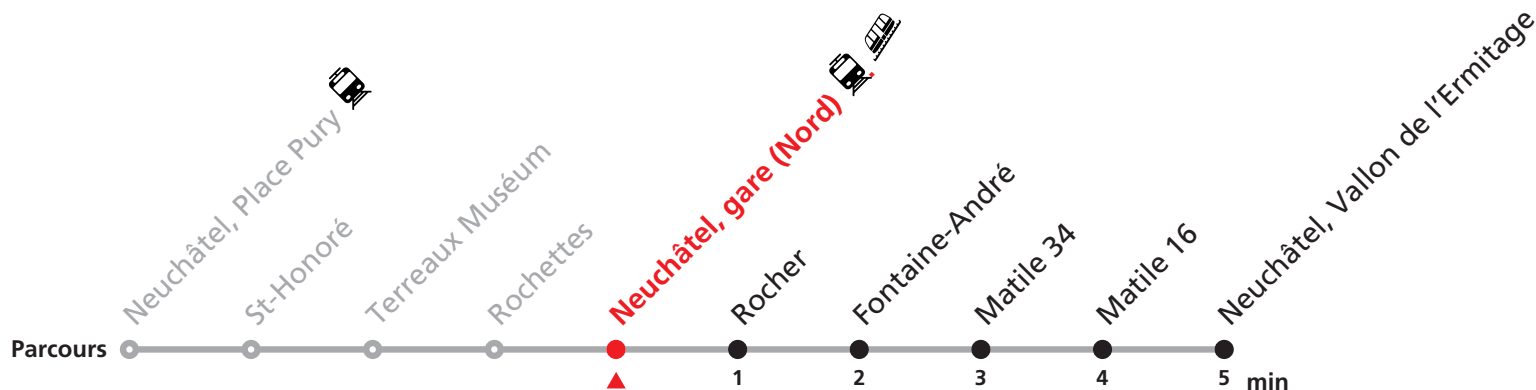 Neuchâtel, Place Pury
St-Honoré
Terreaux Muséum
Rochettes
Neuchâtel, gare (Nord)
Rocher
Fontaine-André
Matile 34
Matile 16
Neuchâtel, Vallon de l'Ermitage
Parcours
1 2 3 4 5 min